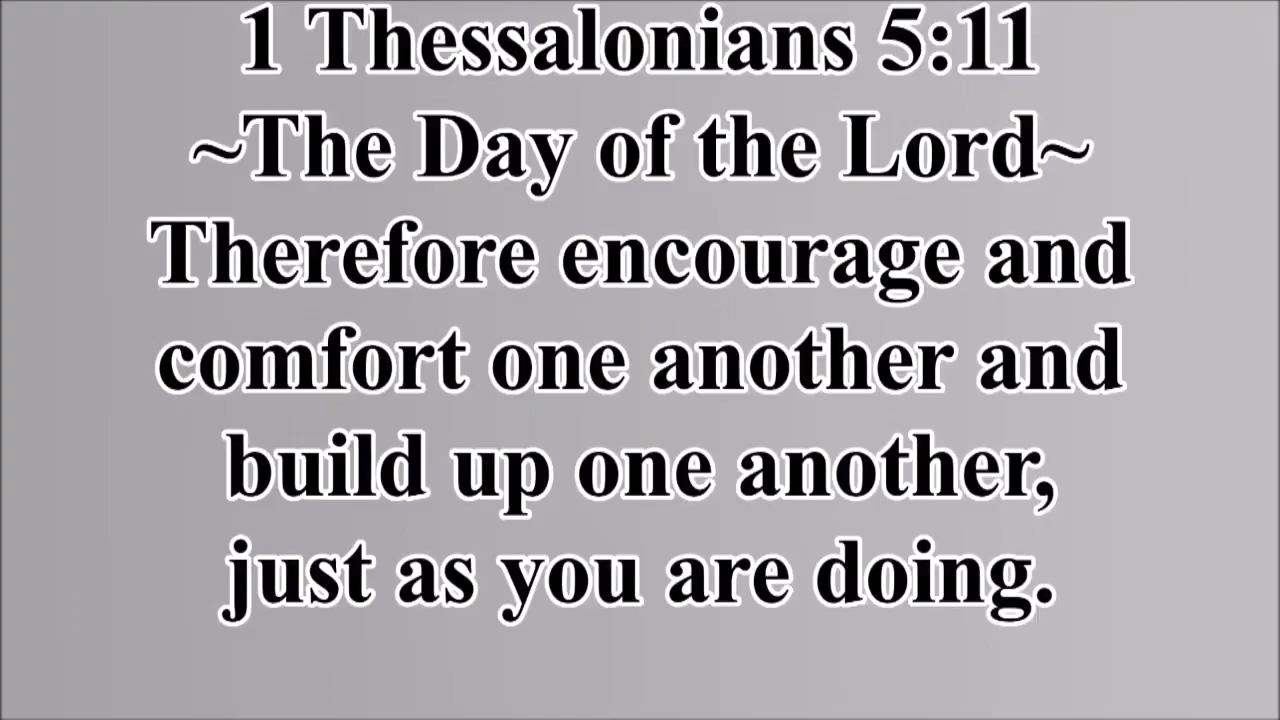 1 Thessalonians 5:11
~The Day of the Lord~
Therefore encourage and
comfort one another and
build up one another,
just as you are doing.